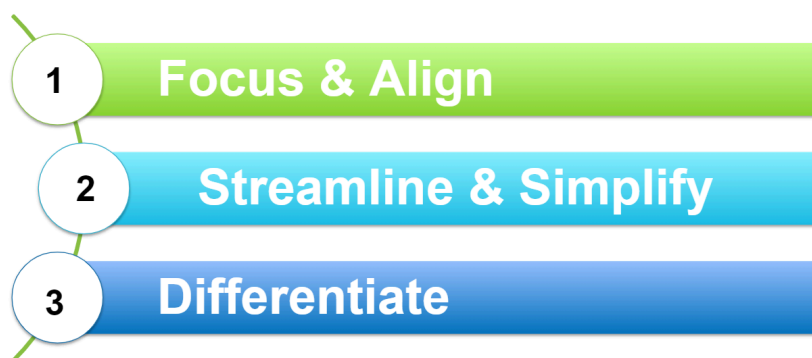 1 Focus & Align
2 Streamline & Simplify
3 Differentiate